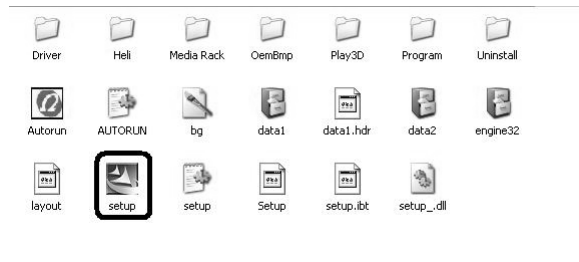 Driver Heli Media Rack OemBmp Play3D Program Uninstall
Autorun AUTORUN bg data1 data1.hdr data2 engine32
layout setup setup Setup setup.ibt setup_.dll